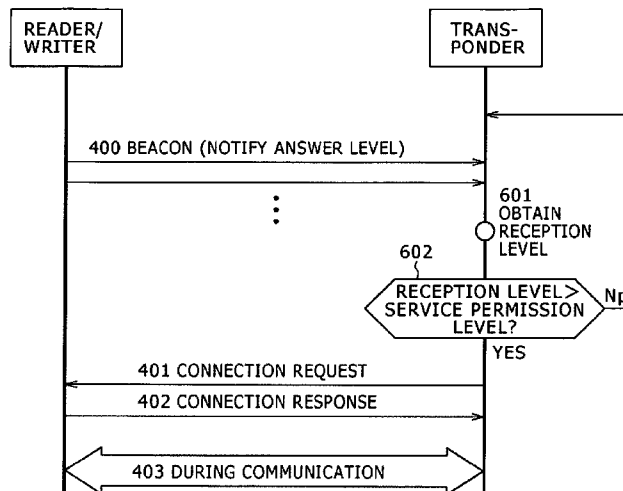 READER/
WRITER
TRANS-
PONDER
400 BEACON (NOTIFY ANSWER LEVEL)
601
OBTAIN
RECEPTION
LEVEL
602
RECEPTION LEVEL>
SERVICE PERMISSION
LEVEL?
YES
401 CONNECTION REQUEST
402 CONNECTION RESPONSE
403 DURING COMMUNICATION